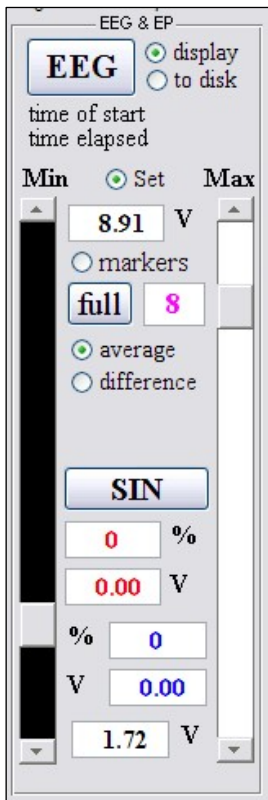 EEG & EP
EEG
display
to disk
time of start
time elapsed
Min
Set
Max
8.91 V
markers
full 8
average
difference
SIN
0 %
0.00 V
% 0
V 0.00
1.72 V